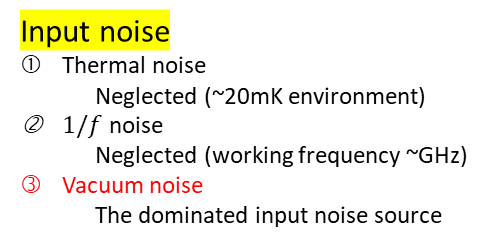 Input noise
① Thermal noise
Neglected (~20mK environment)
② 1/f noise
Neglected (working frequency ~GHz)
③ Vacuum noise
The dominated input noise source